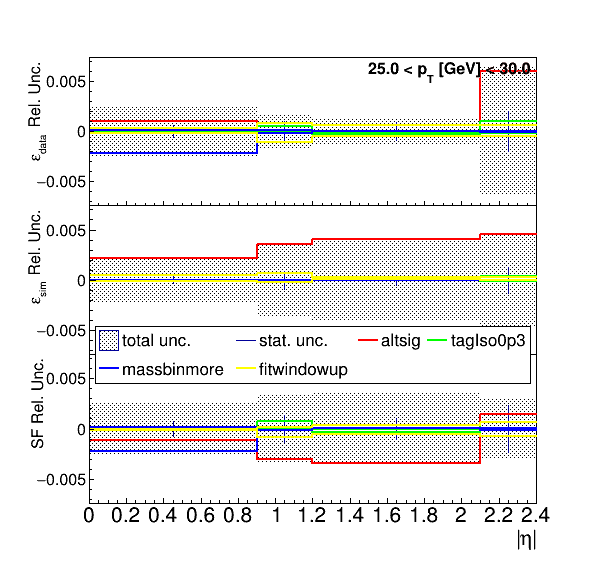 25.0 < p_T [GeV] < 30.0
ε_data Rel. Unc.
0.005
0
−0.005
ε_sim Rel. Unc.
0.005
0
−0.005
total unc. stat. unc. altsig tagIso0p3
massbinmore fitwindowup
SF Rel. Unc.
0.005
0
−0.005
0 0.2 0.4 0.6 0.8 1 1.2 1.4 1.6 1.8 2 2.2 2.4
|η|